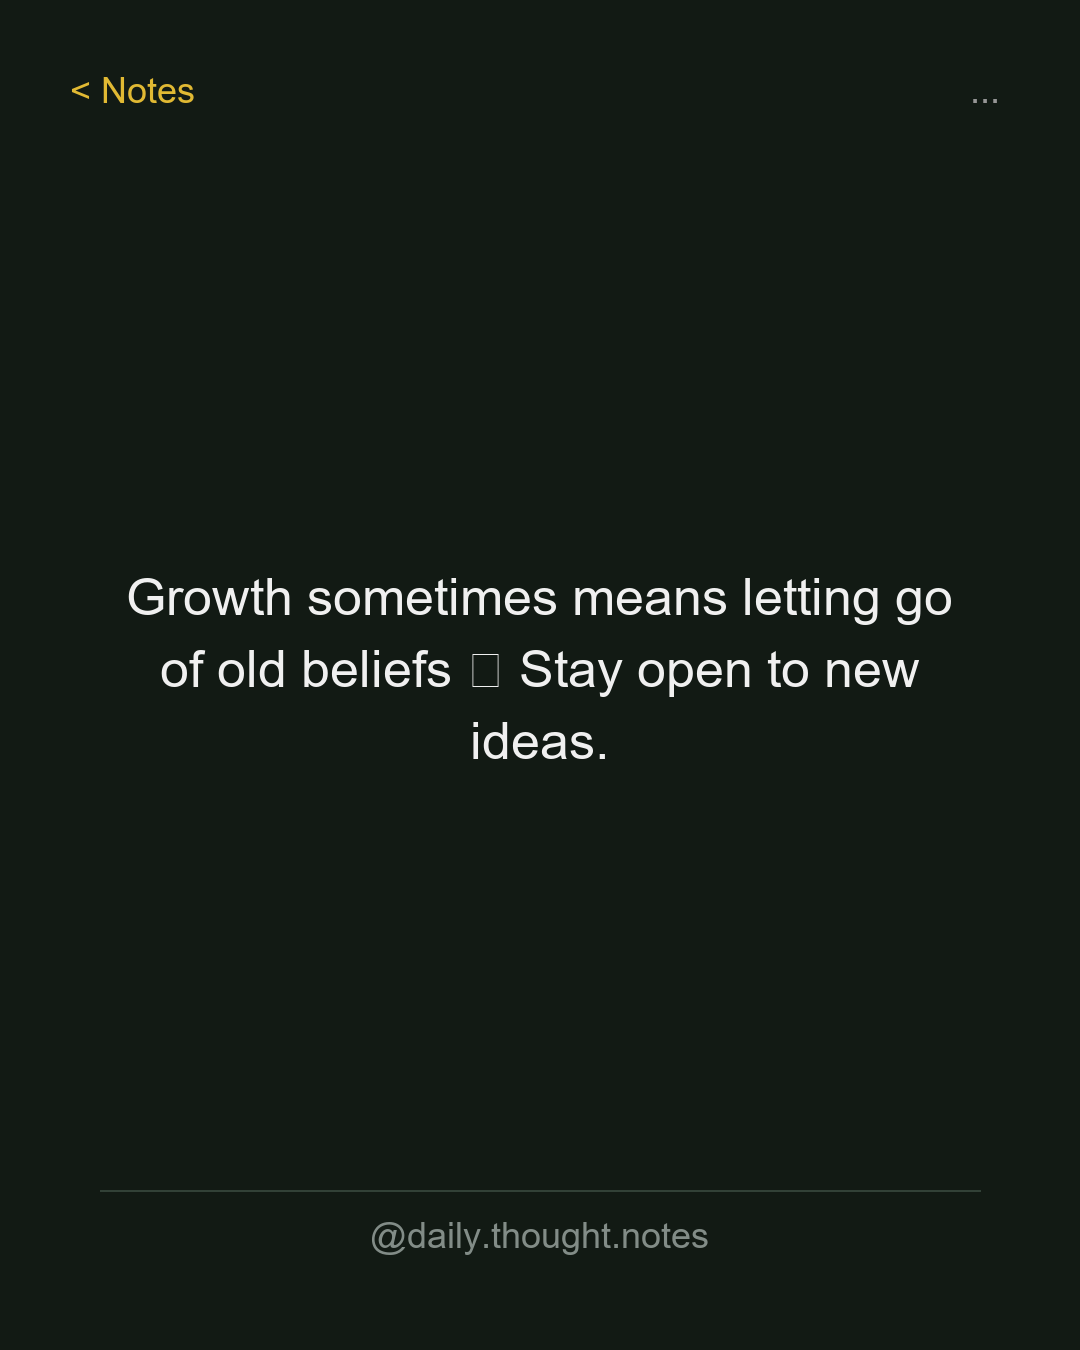 < Notes
...
Growth sometimes means letting go
of old beliefs □ Stay open to new
ideas.
@daily.thought.notes